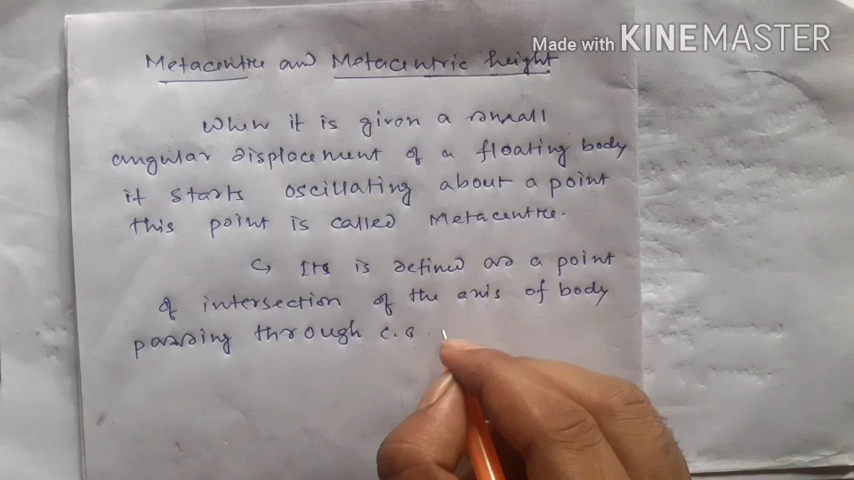 Made with KINEMASTER
Metacentre and Metacentric height
When it is given a small
angular displacement of a floating body
it starts oscillating about a point
this point is called Metacentre.
↳ Its is defined as a point
of intersection of the axis of body
passing through c.G.